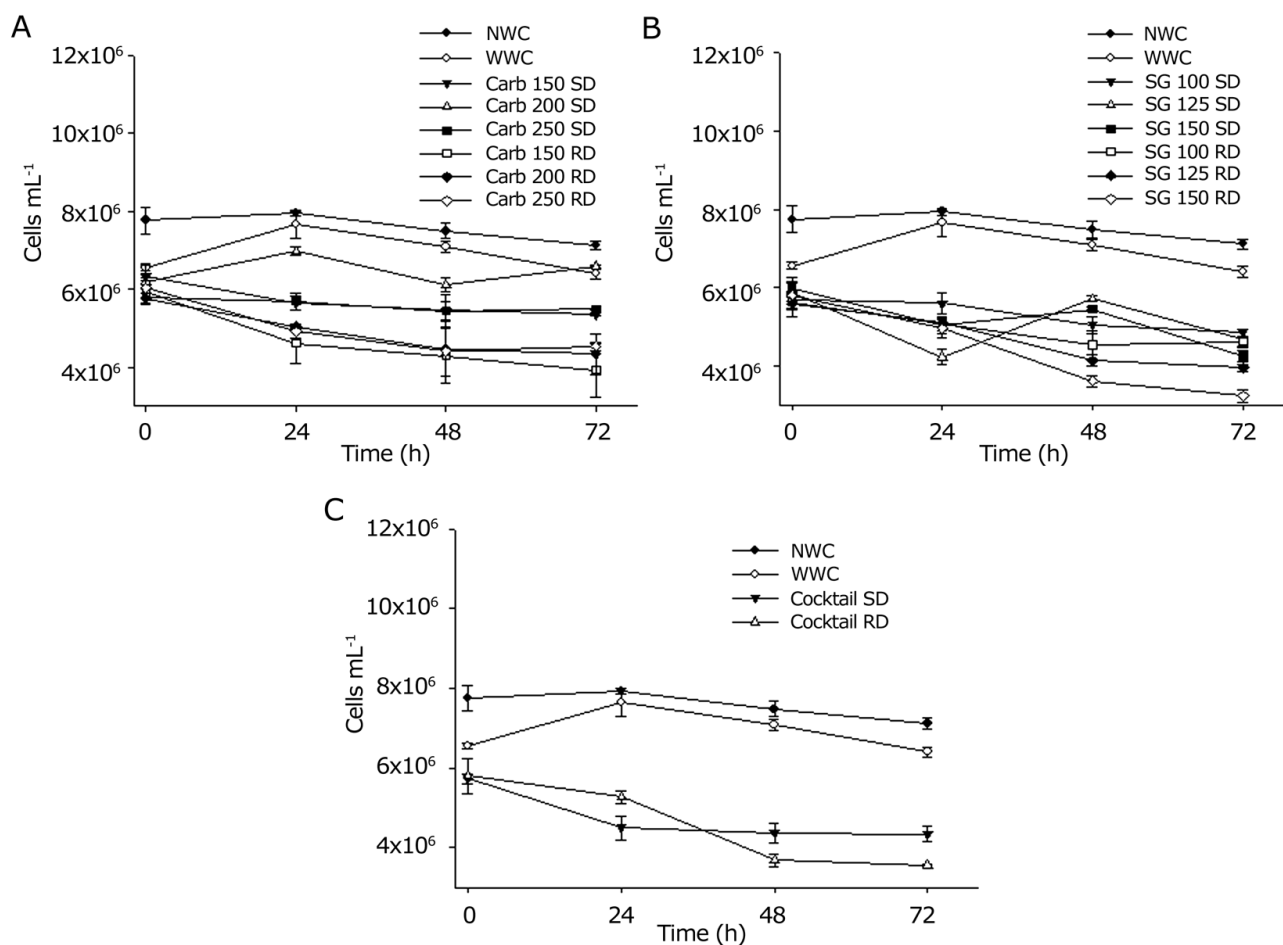 A
NWC
WWC
Carb 150 SD
Carb 200 SD
Carb 250 SD
Carb 150 RD
Carb 200 RD
Carb 250 RD
12x10⁶
10x10⁶
8x10⁶
6x10⁶
4x10⁶
Cells mL⁻¹
0 24 48 72
Time (h)
B
NWC
WWC
SG 100 SD
SG 125 SD
SG 150 SD
SG 100 RD
SG 125 RD
SG 150 RD
12x10⁶
10x10⁶
8x10⁶
6x10⁶
4x10⁶
Cells mL⁻¹
0 24 48 72
Time (h)
C
NWC
WWC
Cocktail SD
Cocktail RD
12x10⁶
10x10⁶
8x10⁶
6x10⁶
4x10⁶
Cells mL⁻¹
0 24 48 72
Time (h)